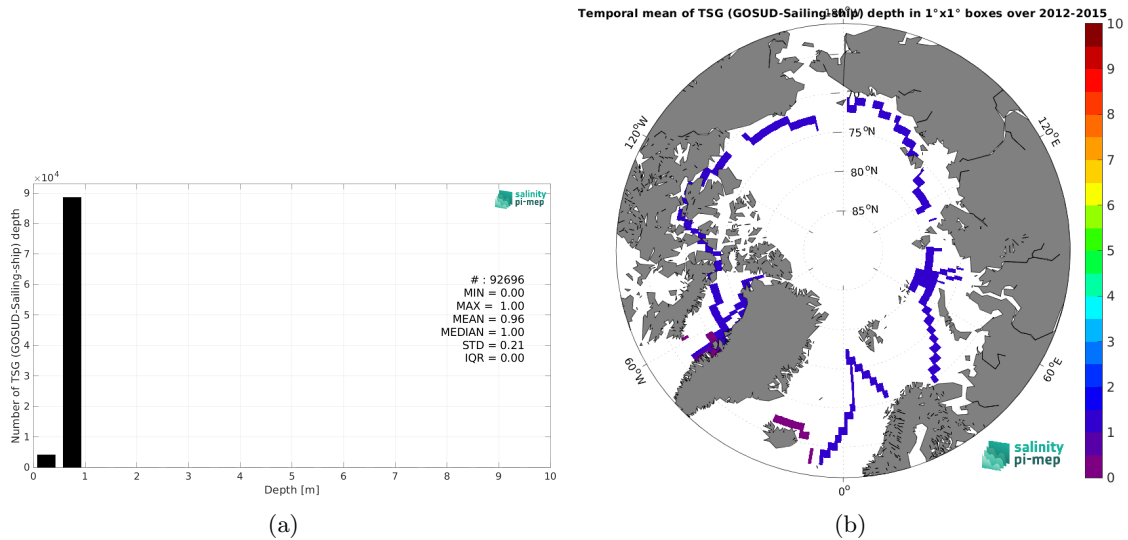 Temporal mean of TSG (GOSUD-Sailing-ship) depth in 1°x1° boxes over 2012-2015
×10⁴
9
8
7
6
5
4
3
2
1
0
Number of TSG (GOSUD-Sailing-ship) depth
0 1 2 3 4 5 6 7 8 9 10
Depth [m]
salinity
pi-mep
# : 92696
MIN = 0.00
MAX = 1.00
MEAN = 0.96
MEDIAN = 1.00
STD = 0.21
IQR = 0.00
(a)
180°W
120°W
120°E
75°N
80°N
85°N
60°W
60°E
0°
salinity
pi-mep
10
9
8
7
6
5
4
3
2
1
0
(b)